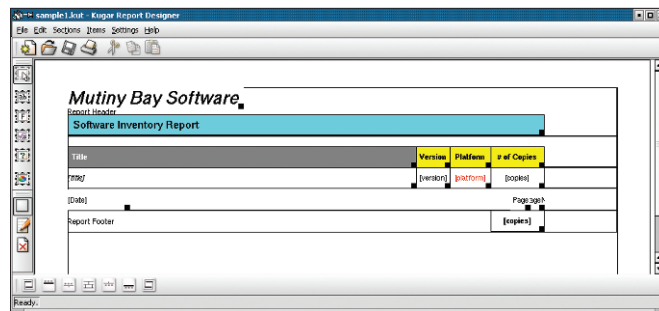 sample1.kut - Kugar Report Designer
File Edit Sections Items Settings Help
Mutiny Bay Software
Report Header
Software Inventory Report
Title Version Platform # of Copies
[title] [version] [platform] [copies]
[Date] Page
Report Footer [copies]
Ready.